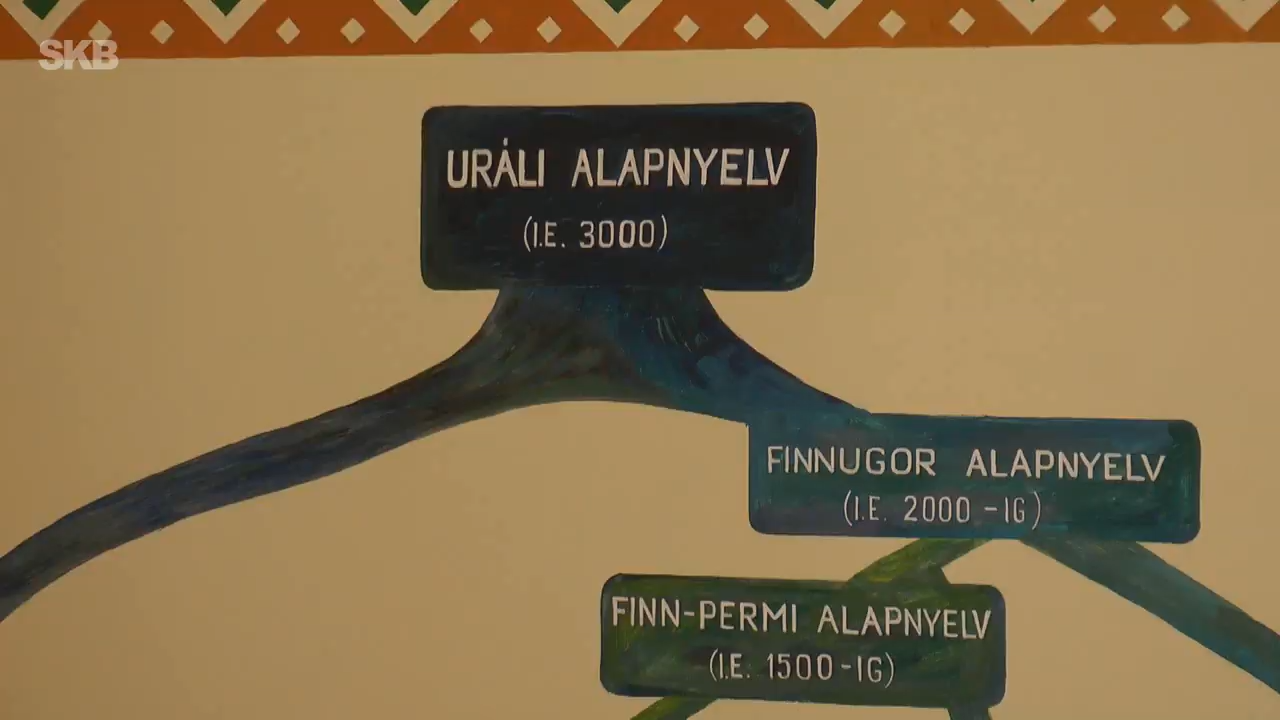 SKB
URÁLI ALAPNYELV
(I.E. 3000)
FINNUGOR ALAPNYELV
(I.E. 2000 -IG)
FINN-PERMI ALAPNYELV
(I.E. 1500-IG)